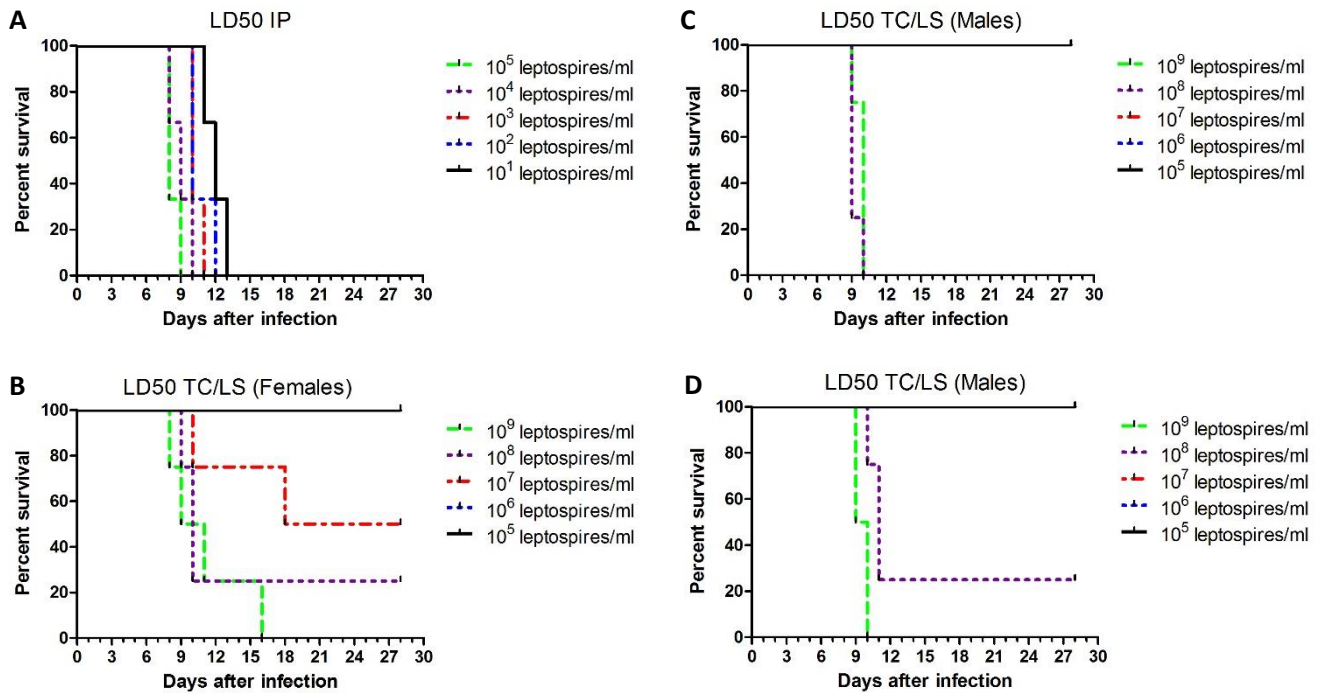 A
LD50 IP
Percent survival
100
80
60
40
20
0
0 3 6 9 12 15 18 21 24 27 30
Days after infection
10⁵ leptospires/ml
10⁴ leptospires/ml
10³ leptospires/ml
10² leptospires/ml
10¹ leptospires/ml
C
LD50 TC/LS (Males)
Percent survival
100
80
60
40
20
0
0 3 6 9 12 15 18 21 24 27 30
Days after infection
10⁹ leptospires/ml
10⁸ leptospires/ml
10⁷ leptospires/ml
10⁶ leptospires/ml
10⁵ leptospires/ml
B
LD50 TC/LS (Females)
Percent survival
100
80
60
40
20
0
0 3 6 9 12 15 18 21 24 27 30
Days after infection
10⁹ leptospires/ml
10⁸ leptospires/ml
10⁷ leptospires/ml
10⁶ leptospires/ml
10⁵ leptospires/ml
D
LD50 TC/LS (Males)
Percent survival
100
80
60
40
20
0
0 3 6 9 12 15 18 21 24 27 30
Days after infection
10⁹ leptospires/ml
10⁸ leptospires/ml
10⁷ leptospires/ml
10⁶ leptospires/ml
10⁵ leptospires/ml